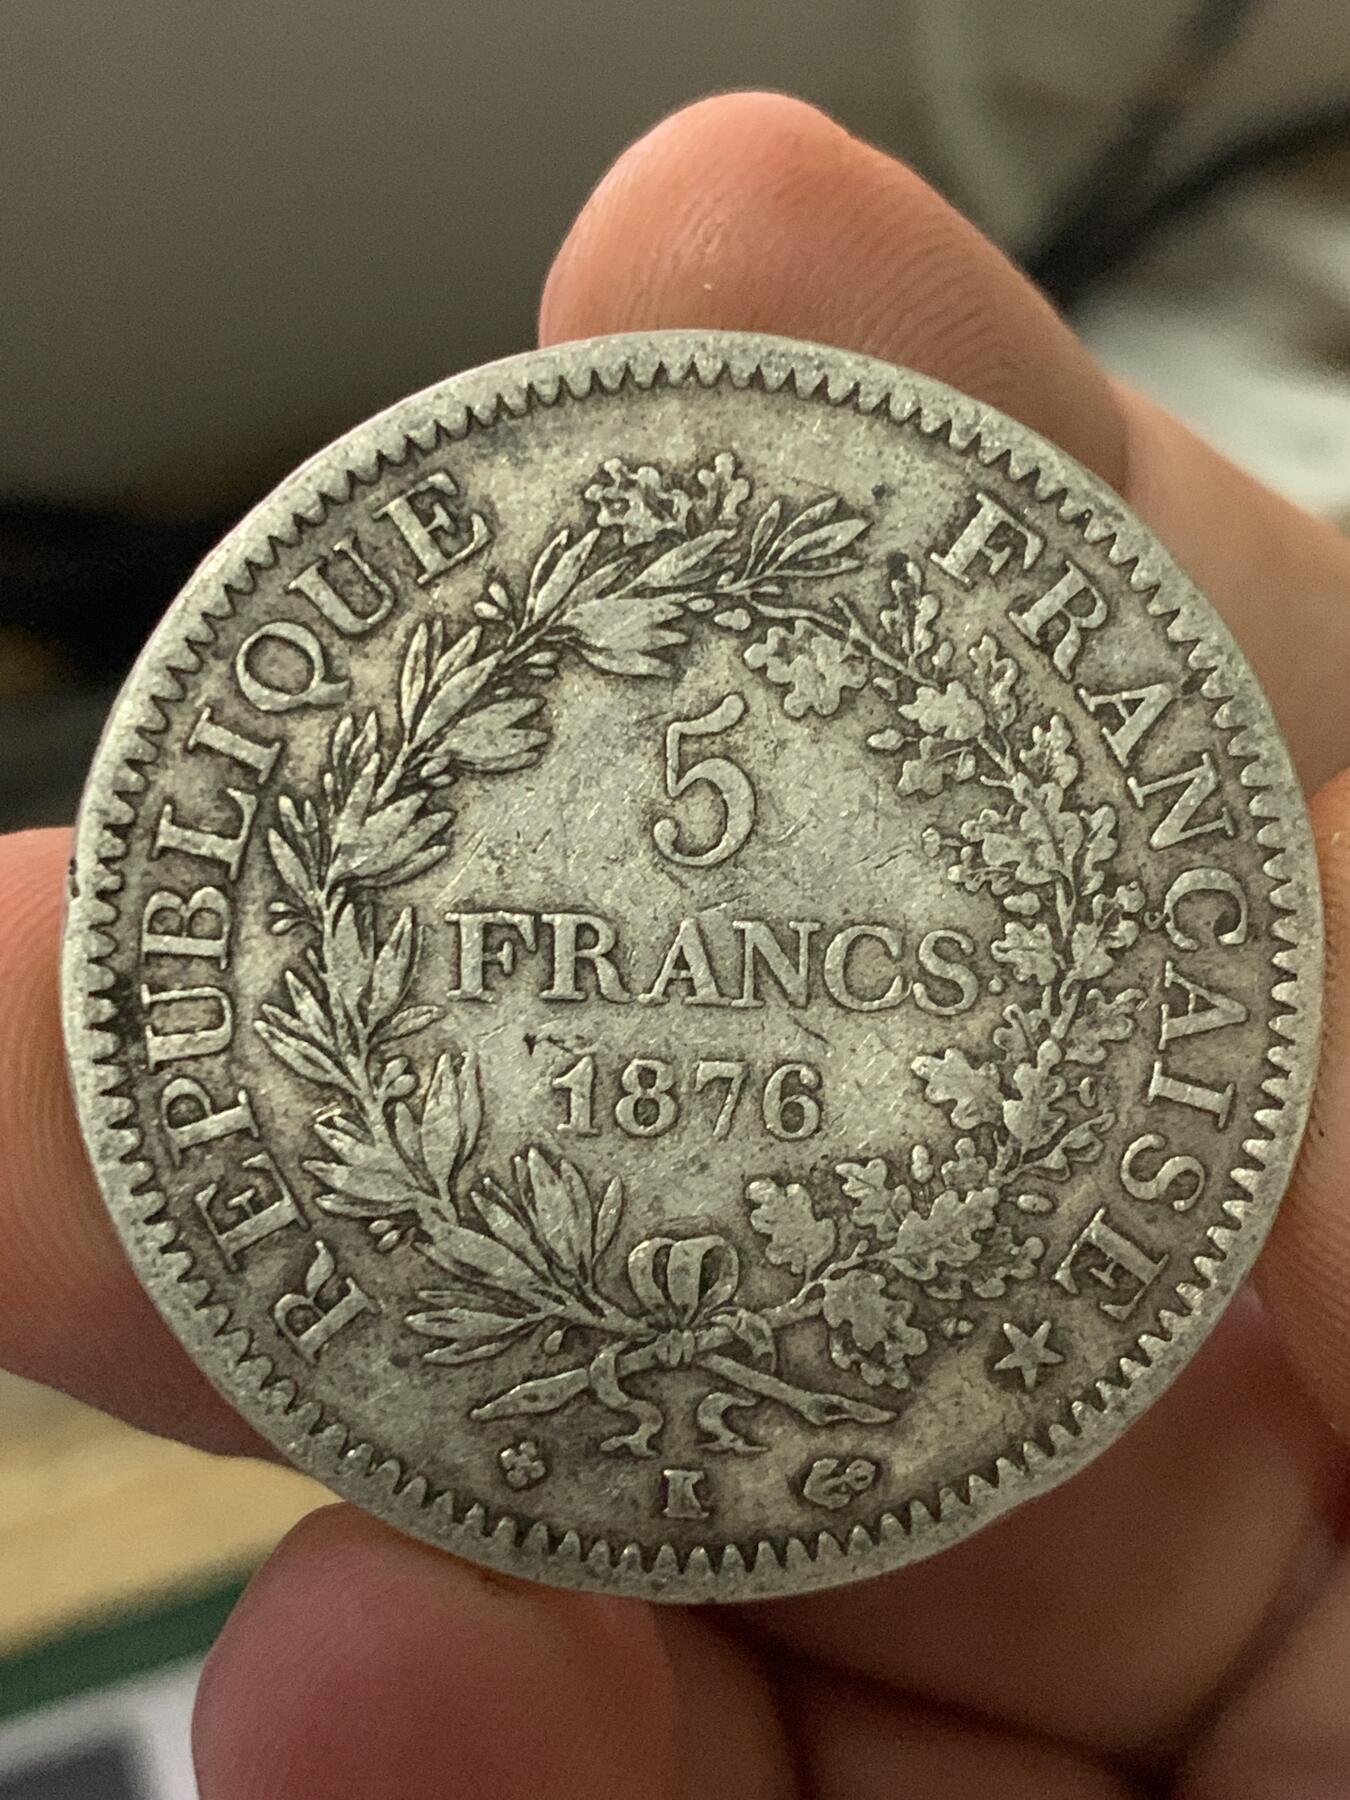 REPUBLIQUE FRANÇAISE
5
FRANCS
1876
K